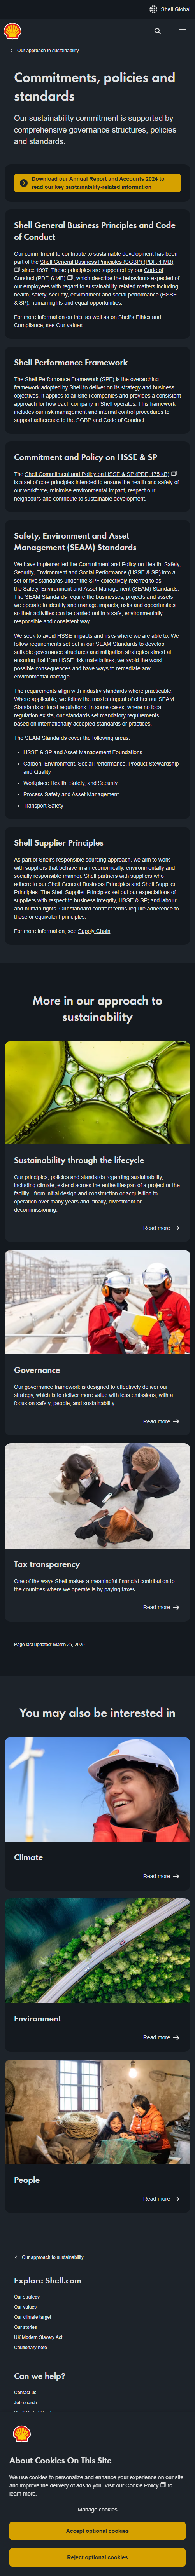 Shell Global
Our approach to sustainability
Commitments, policies and
standards
Our sustainability commitment is supported by
comprehensive governance structures, policies
and standards.
Download our Annual Report and Accounts 2024 to
read our key sustainability-related information
Shell General Business Principles and Code
of Conduct
Our commitment to contribute to sustainable development has been
part of the Shell General Business Principles (SGBP) (PDF, 1 MB)
since 1997. These principles are supported by our Code of
Conduct (PDF, 6 MB) , which describe the standards expected of
our employees with regard to sustainability-related matters including
health, safety, security, environment and social performance (HSSE
& SP), human rights and equal opportunities.
For more information on this, as well as on Shell's Ethics and
Compliance, see Our values.
Shell Performance Framework
The Shell Performance Framework (SPF) is the overarching
framework adopted by Shell to deliver on its strategy and business
objectives. It applies to all Shell companies and provides a consistent
approach for how each company in Shell operates. This framework
includes our risk management and internal control procedures to
support adherence to the SGBP and Code of Conduct.
Commitment and Policy on HSSE & SP
The Shell Commitment and Policy on HSSE & SP (PDF, 175 kB)
is a set of core principles intended to ensure the health and safety of
our workforce, minimise environmental impact, respect our
neighbours and contribute to sustainable development.
Safety, Environment and Asset
Management (SEAM) Standards
We have implemented the Commitment and Policy on Health, Safety,
Security, Environment and Social Performance (HSSE & SP) into a
set of standards under the SPF collectively referred to as
the Safety, Environment and Asset Management (SEAM) Standards.
The SEAM Standards require the businesses, projects and assets
we operate to identify and manage impacts, risks and opportunities
so that activities can be carried out in a safe, environmentally
responsible and consistent way.
We seek to avoid HSSE impacts and risks where we are able to. We
follow requirements set out in our SEAM Standards to develop
suitable governance structures and mitigation strategies aimed at
ensuring that if an HSSE risk materialises, we avoid the worst
possible consequences and have ways to remediate any
environmental damage.
The requirements align with industry standards where practicable.
Where applicable, we follow the most stringent of either our SEAM
Standards or local regulations. In some cases, where no local
regulations exists, our standards set mandatory requirements
based on internationally accepted standards or practices.
The SEAM Standards cover the following areas:
• HSSE & SP and Asset Management Foundations
• Carbon, Environment, Social Performance, Product Stewardship
and Quality
• Workplace Health, Safety, and Security
• Process Safety and Asset Management
• Transport Safety
Shell Supplier Principles
As part of Shell's responsible sourcing approach, we aim to work
with suppliers that behave in an economically, environmentally and
socially responsible manner. Shell partners with suppliers who
adhere to our Shell General Business Principles and Shell Supplier
Principles. The Shell Supplier Principles set out our expectations of
suppliers with respect to business integrity, HSSE & SP, and labour
and human rights. Our standard contract terms require adherence to
these or equivalent principles.
For more information, see Supply Chain.
More in our approach to
sustainability
Sustainability through the lifecycle
Our principles, policies and standards regarding sustainability,
including climate, extend across the entire lifespan of a project or the
facility - from initial design and construction or acquisition to
operation over many years and, finally, divestment or
decommissioning.
Read more
Governance
Our governance framework is designed to effectively deliver our
strategy, which is to deliver more value with less emissions, with a
focus on safety, people, and sustainability.
Read more
Tax transparency
One of the ways Shell makes a meaningful financial contribution to
the countries where we operate is by paying taxes.
Read more
Page last updated: March 25, 2025
You may also be interested in
Climate
Read more
Environment
Read more
People
Read more
Our approach to sustainability
Explore Shell.com
Our strategy
Our values
Our climate target
Our stories
UK Modern Slavery Act
Cautionary note
Can we help?
Contact us
Job search
About Cookies On This Site
We use cookies to personalize and enhance your experience on our site
and improve the delivery of ads to you. Visit our Cookie Policy to
learn more.
Manage cookies
Accept optional cookies
Reject optional cookies